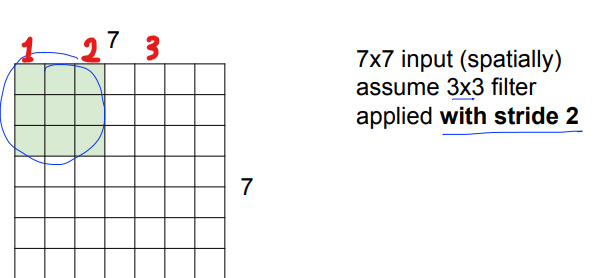 7
1 2 3
7x7 input (spatially)
assume 3x3 filter
applied with stride 2
7